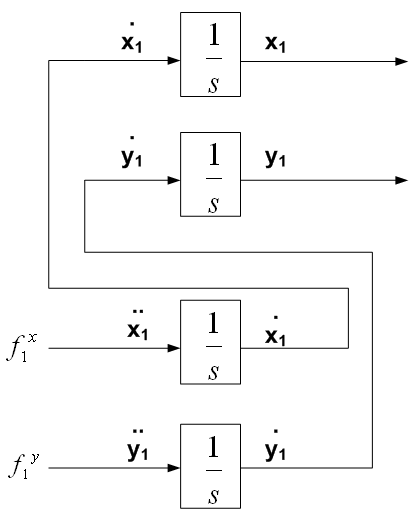 ẋ₁ 1/s x₁
ẏ₁ 1/s y₁
f₁ˣ ẍ₁ 1/s ẋ₁
f₁ʸ ÿ₁ 1/s ẏ₁